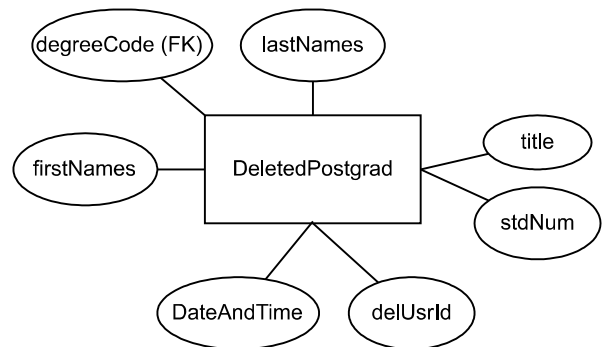 degreeCode (FK)
lastNames
firstNames
DeletedPostgrad
title
stdNum
DateAndTime
delUsrId